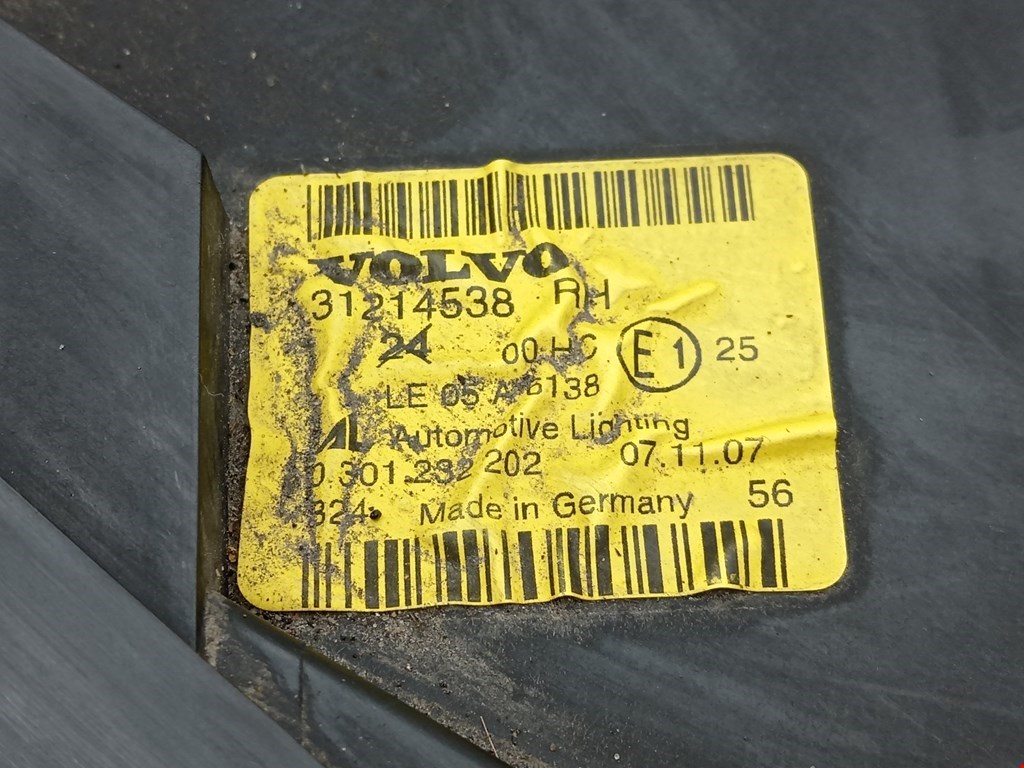 VOLVO
31214538 RH
24 00 HC E1 25
LE 05 A 6138
AL Automotive Lighting
0 301 232 202 07.11.07
324 Made in Germany 56